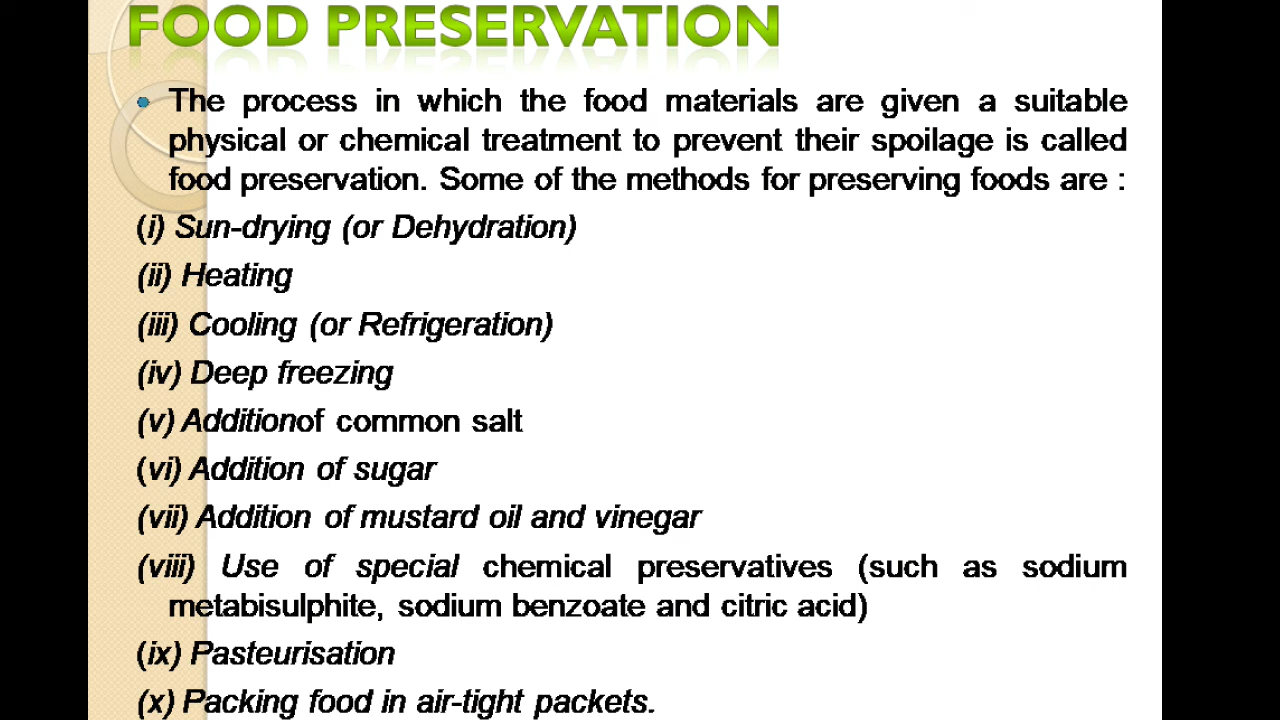 FOOD PRESERVATION
• The process in which the food materials are given a suitable
physical or chemical treatment to prevent their spoilage is called
food preservation. Some of the methods for preserving foods are :
(i) Sun-drying (or Dehydration)
(ii) Heating
(iii) Cooling (or Refrigeration)
(iv) Deep freezing
(v) Additionof common salt
(vi) Addition of sugar
(vii) Addition of mustard oil and vinegar
(viii) Use of special chemical preservatives (such as sodium
metabisulphite, sodium benzoate and citric acid)
(ix) Pasteurisation
(x) Packing food in air-tight packets.